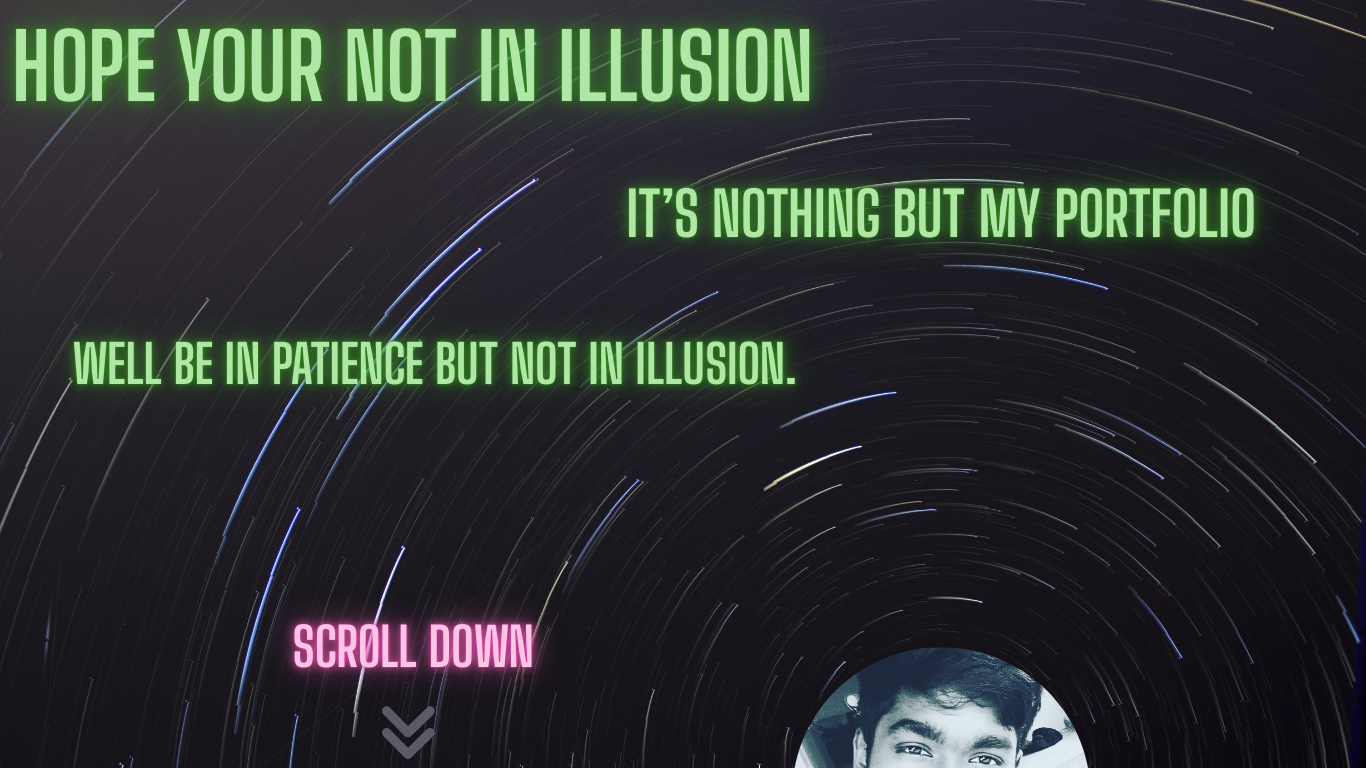 HOPE YOUR NOT IN ILLUSION
IT’S NOTHING BUT MY PORTFOLIO
WELL BE IN PATIENCE BUT NOT IN ILLUSION.
SCROLL DOWN